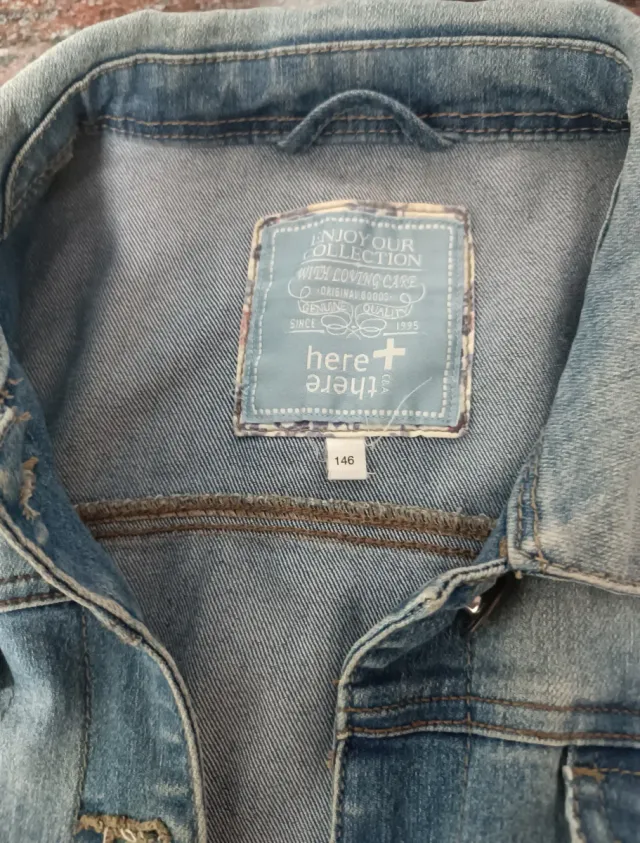 ENJOY OUR
COLLECTION
WITH LOVING CARE
ORIGINAL GOODS
GENUINE QUALITY
SINCE 1995
here+
there
C&A
146